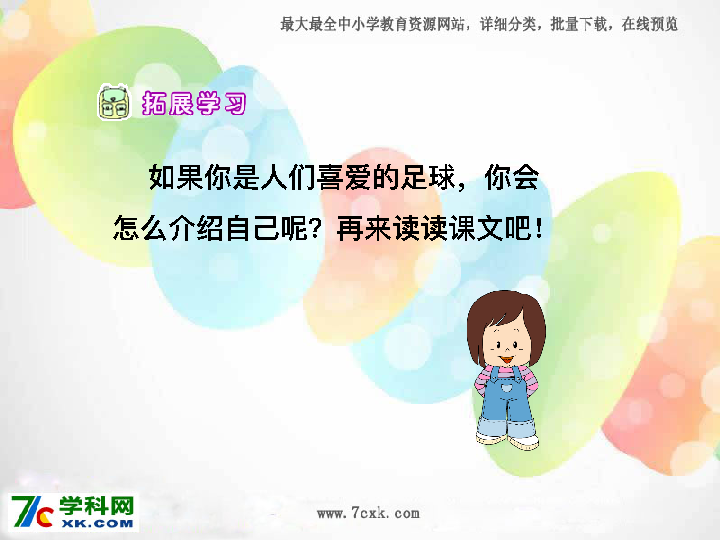 最大最全中小学教育资源网站，详细分类，批量下载，在线预览
拓展学习
如果你是人们喜爱的足球，你会
怎么介绍自己呢？再来读读课文吧！
学科网
XK.COM
www.7cxk.com